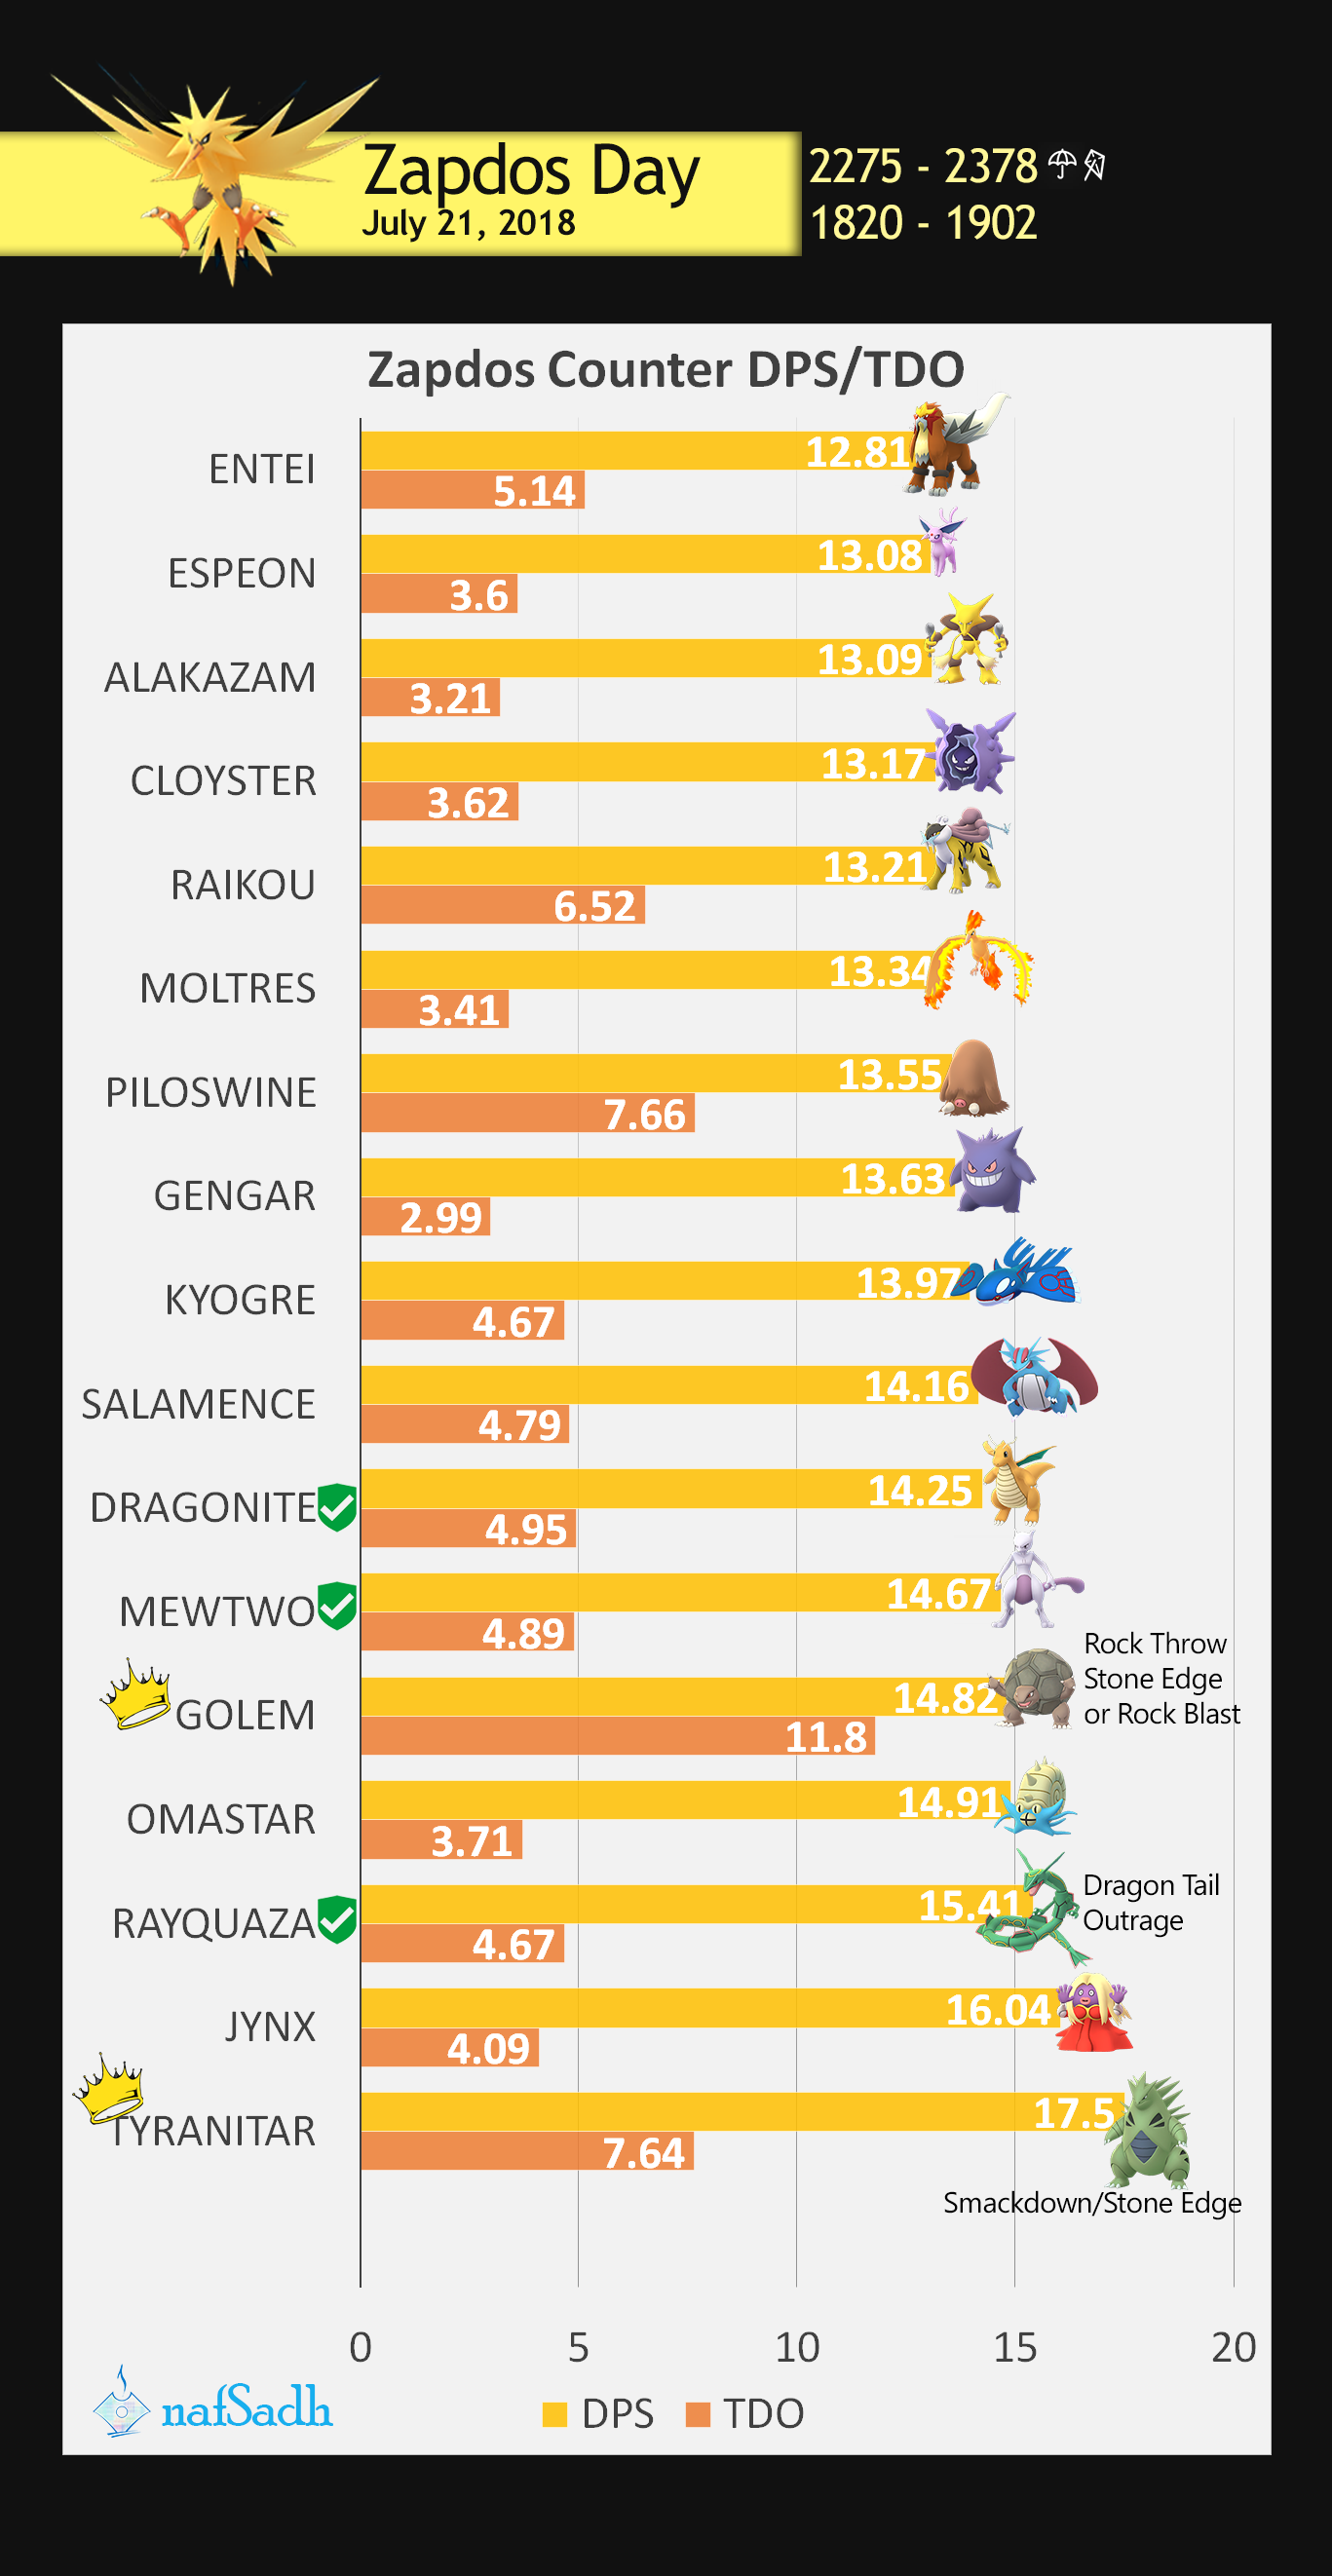 Zapdos Day
July 21, 2018
2275 - 2378
1820 - 1902
Zapdos Counter DPS/TDO
ENTEI
12.81
5.14
ESPEON
13.08
3.6
ALAKAZAM
13.09
3.21
CLOYSTER
13.17
3.62
RAIKOU
13.21
6.52
MOLTRES
13.34
3.41
PILOSWINE
13.55
7.66
GENGAR
13.63
2.99
KYOGRE
13.97
4.67
SALAMENCE
14.16
4.79
DRAGONITE
14.25
4.95
MEWTWO
14.67
4.89
GOLEM
14.82
11.8
Rock Throw
Stone Edge
or Rock Blast
OMASTAR
14.91
3.71
RAYQUAZA
15.41
4.67
Dragon Tail
Outrage
JYNX
16.04
4.09
TYRANITAR
17.5
7.64
Smackdown/Stone Edge
0 5 10 15 20
DPS TDO
nafSadh